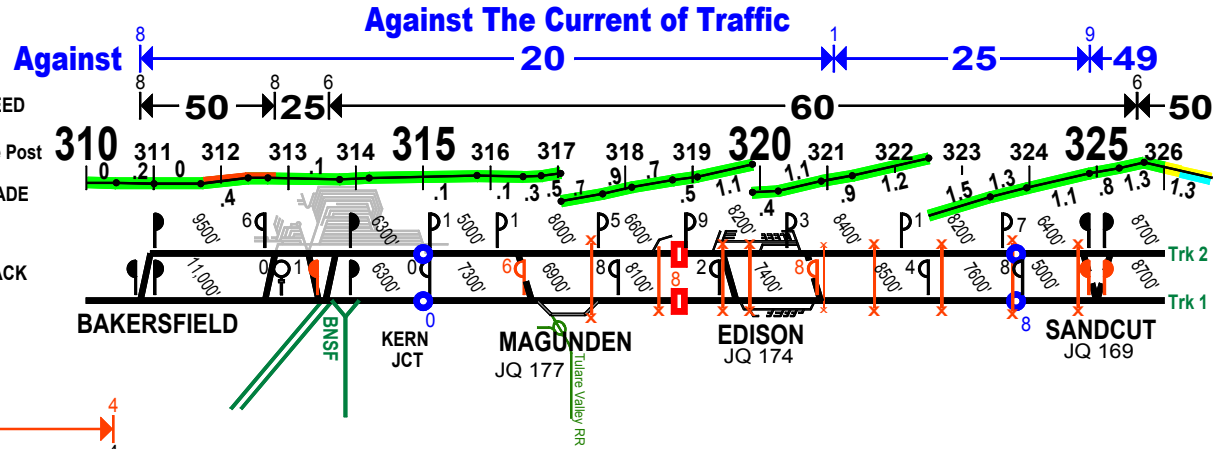 Against The Current of Traffic
8 1 9
Against 20 25 49
8 8 6 6
EED 50 25 60 50
Post 310 311 312 313 314 315 316 317 318 319 320 321 322 323 324 325 326
ADE 0 .2 0 .4 .1 .1 .1 .3 .5 .7 .9 .7 .5 1.1 .4 1.1 .9 1.2 1.5 1.3 1.1 .8 1.3 1.3
9500' 6 6300' 1 5000' 1 8000' 5 6600' 9 8200' 3 8400' 1 8200' 7 6400' 8700'
Trk 2
ACK 11,000' 0 1 6300' 0 7300' 6 6900' 8 8100' 8 2 7400' 8 8500' 4 7600' 5000' 8700'
Trk 1
BAKERSFIELD
BNSF
0
KERN
JCT
MAGUNDEN
JQ 177
Tulare Valley RR
EDISON
JQ 174
8
SANDCUT
JQ 169
4